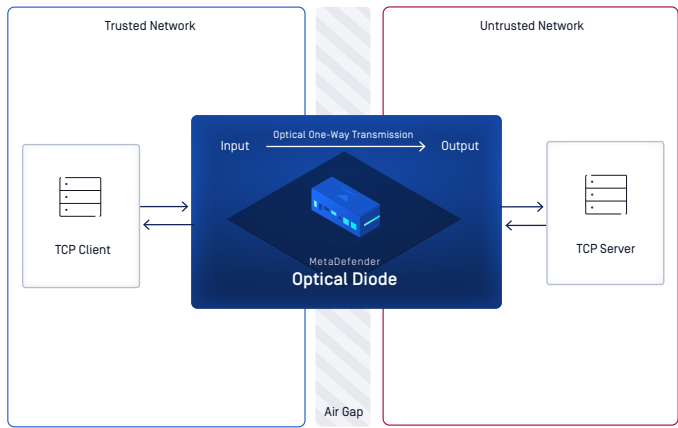 Trusted Network
Untrusted Network
Optical One-Way Transmission
Input
Output
TCP Client
TCP Server
MetaDefender
Optical Diode
Air Gap